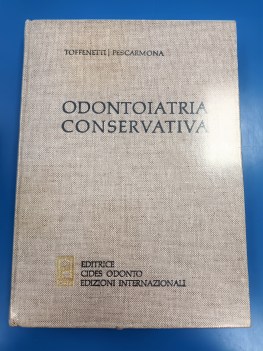 TOFFENETTI / PESCARMONA
ODONTOIATRIA
CONSERVATIVA
EDITRICE
CIDES ODONTO
EDIZIONI INTERNAZIONALI